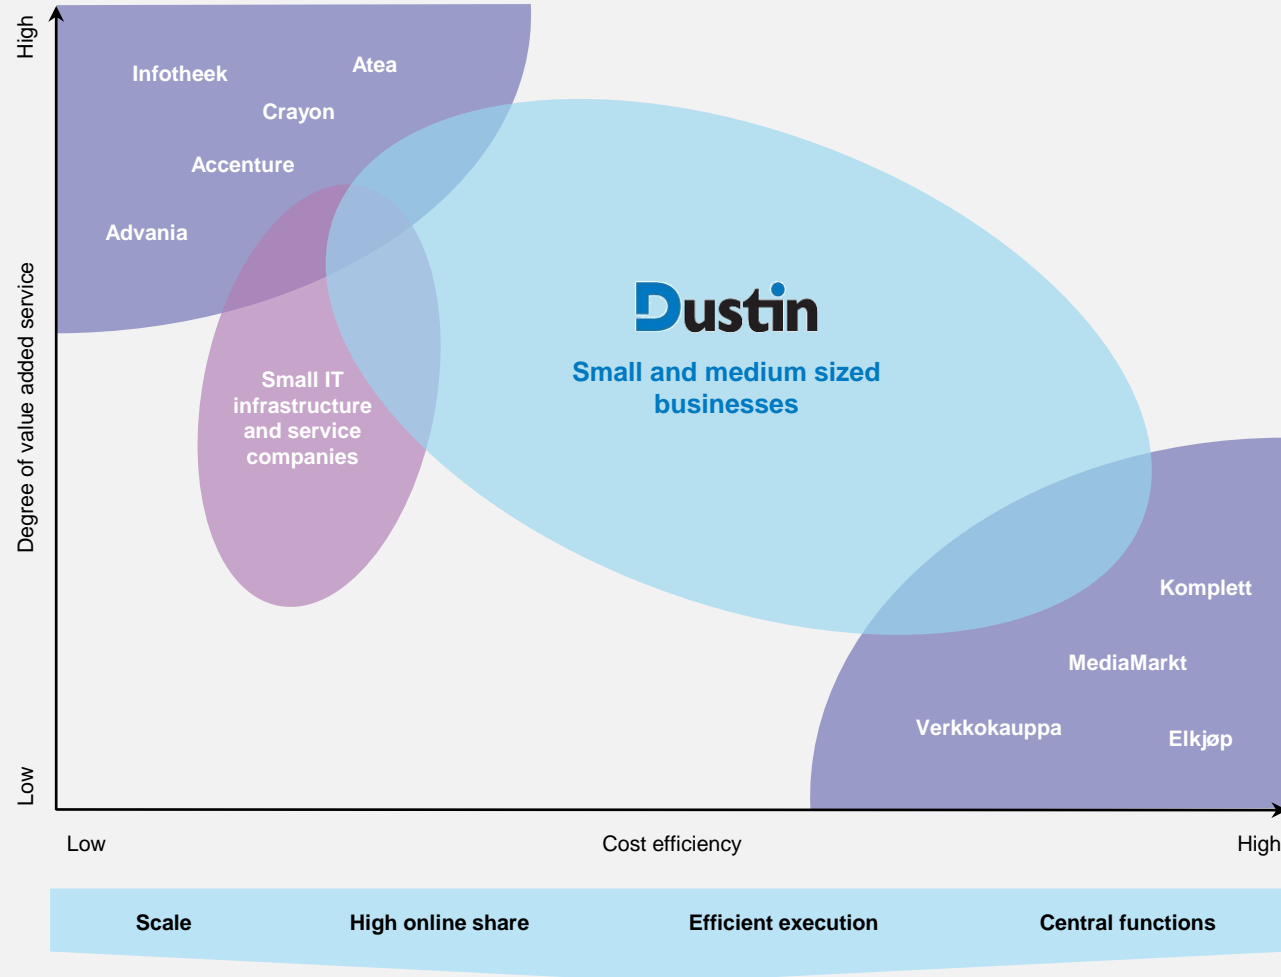 High
Infotheek
Atea
Crayon
Accenture
Advania
Degree of value added service
Dustin
Small and medium sized
businesses
Small IT
infrastructure
and service
companies
Komplett
MediaMarkt
Verkkokauppa
Elkjøp
Low
Low
Cost efficiency
High
Scale
High online share
Efficient execution
Central functions